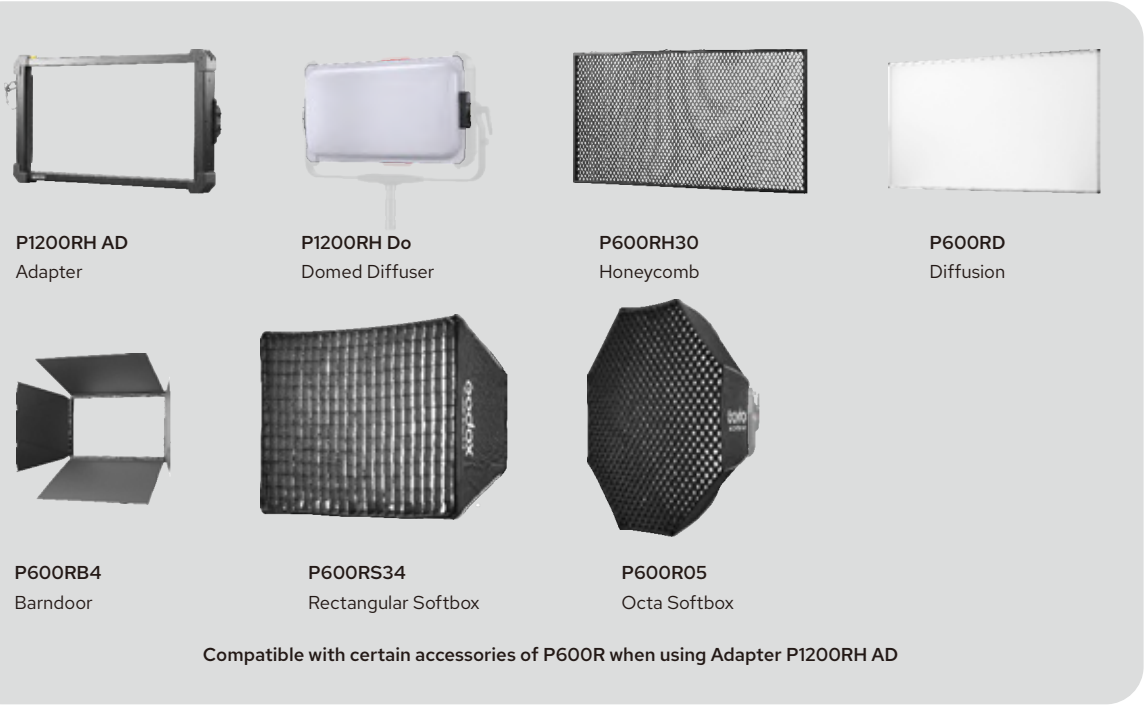 P1200RH AD
Adapter
P1200RH Do
Domed Diffuser
P600RH30
Honeycomb
P600RD
Diffusion
Godox
P600RB4
Barndoor
P600RS34
Rectangular Softbox
P600R05
Octa Softbox
Compatible with certain accessories of P600R when using Adapter P1200RH AD